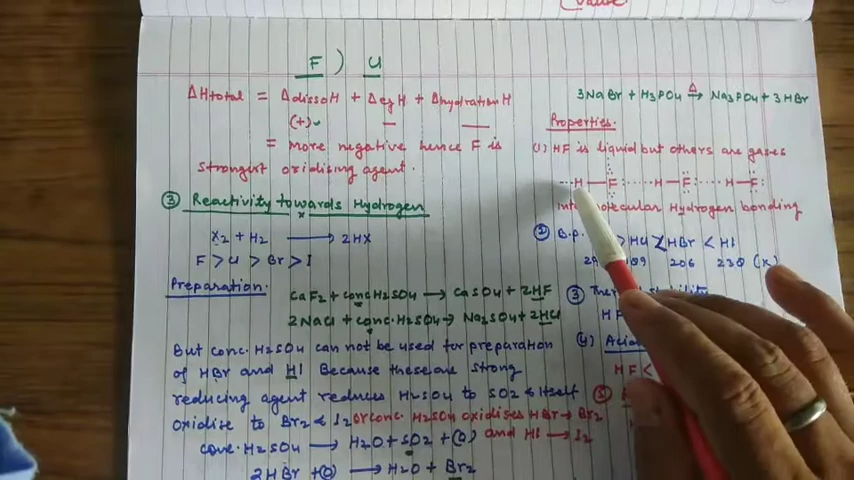 value
F ) Cl
ΔHtotal = ΔdissoH + ΔegH + ΔhydrationH
(+)
= more negative hence F is
strongest oxidising agent.
③ Reactivity towards Hydrogen
X2 + H2 → 2HX
F > Cl > Br > I
Preparation.
CaF2 + conc H2SO4 → CaSO4 + 2HF
2NaCl + conc. H2SO4 → Na2SO4 + 2HCl
But conc. H2SO4 can not be used for preparation
of HBr and HI Because these are strong
reducing agent reduces H2SO4 to SO2 & itself
oxidise to Br2 & I2 or conc. H2SO4 oxidises HBr → Br2
and HI → I2
conc. H2SO4 → H2O + SO2 + (O)
2HBr + (O) → H2O + Br2
3NaBr + H3PO4 Δ→ Na3PO4 + 3HBr
Properties.
(1) HF is liquid but others are gases
H — F: ..... H — F: .... H — F:
molecular Hydrogen bonding
② B.p. > HCl < HBr < HI
206 238 (K)
③
HF
(4)
HF <
⑤